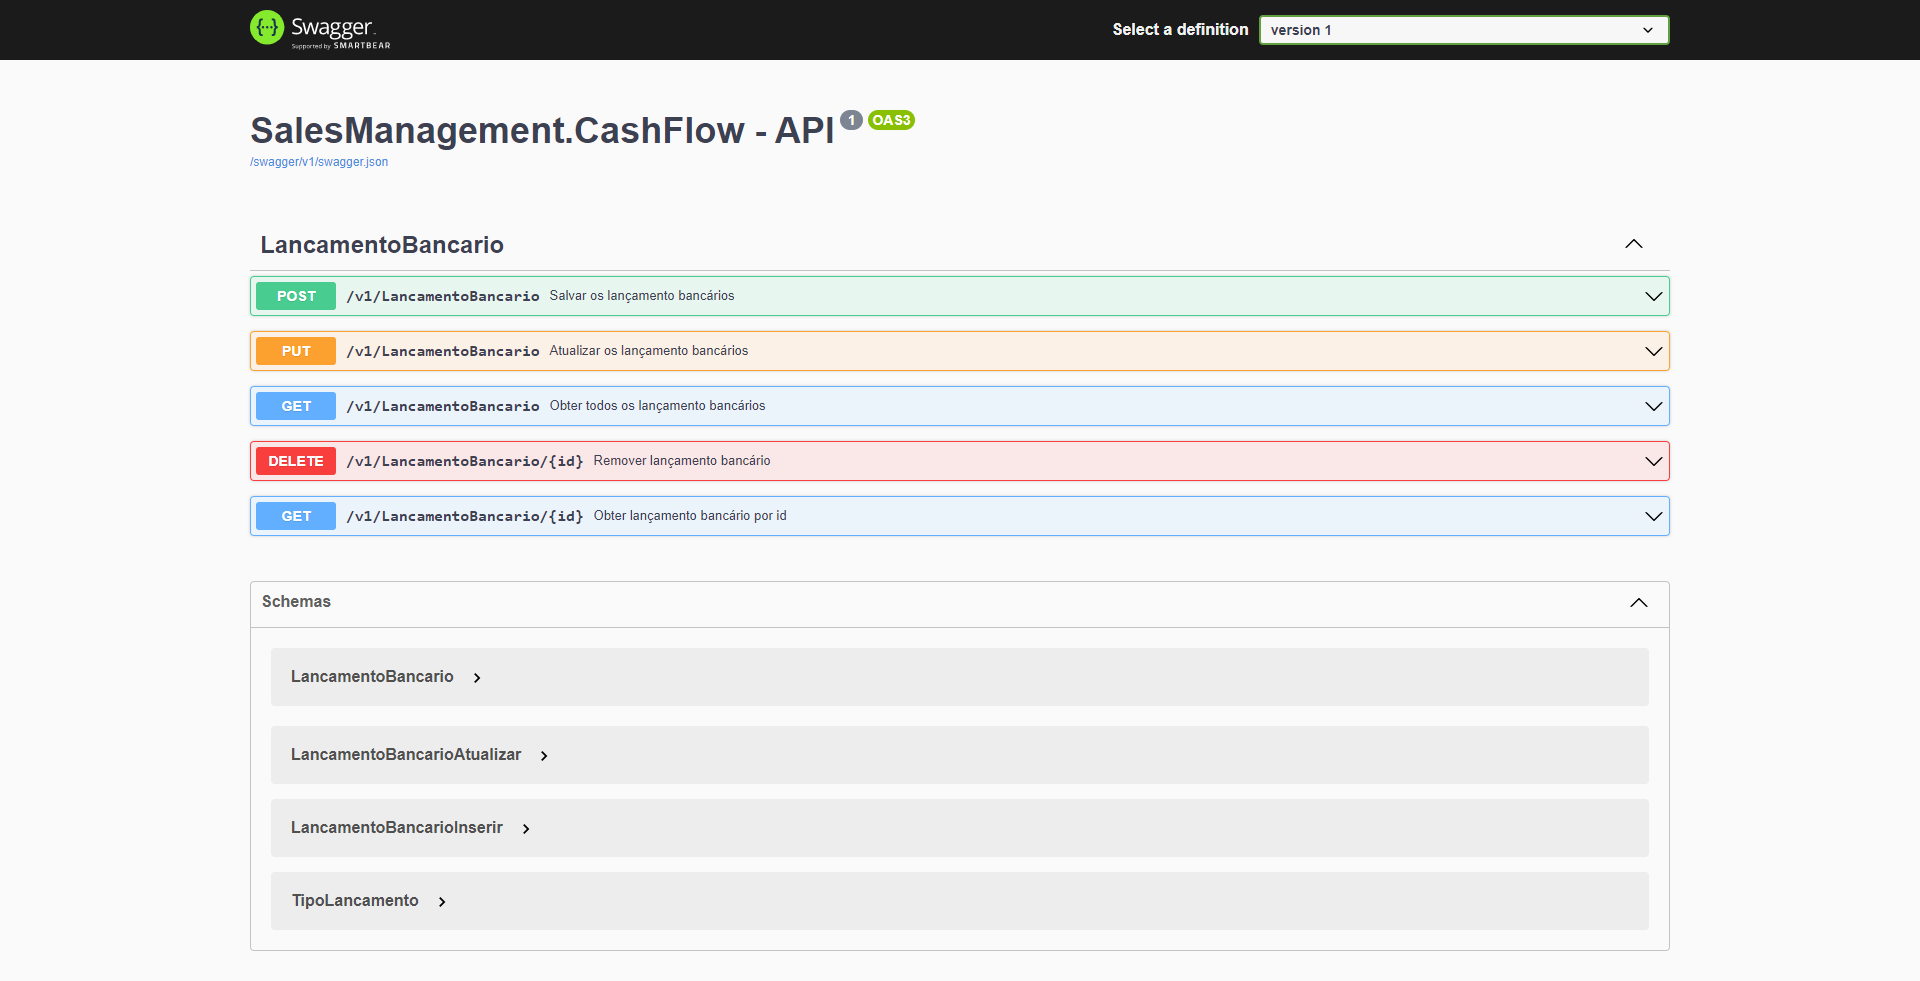 {···} Swagger
Supported by SMARTBEAR
Select a definition
version 1
SalesManagement.CashFlow - API 1 OAS3
/swagger/v1/swagger.json
LancamentoBancario
POST /v1/LancamentoBancario Salvar os lançamento bancários
PUT /v1/LancamentoBancario Atualizar os lançamento bancários
GET /v1/LancamentoBancario Obter todos os lançamento bancários
DELETE /v1/LancamentoBancario/{id} Remover lançamento bancário
GET /v1/LancamentoBancario/{id} Obter lançamento bancário por id
Schemas
LancamentoBancario
LancamentoBancarioAtualizar
LancamentoBancarioInserir
TipoLancamento